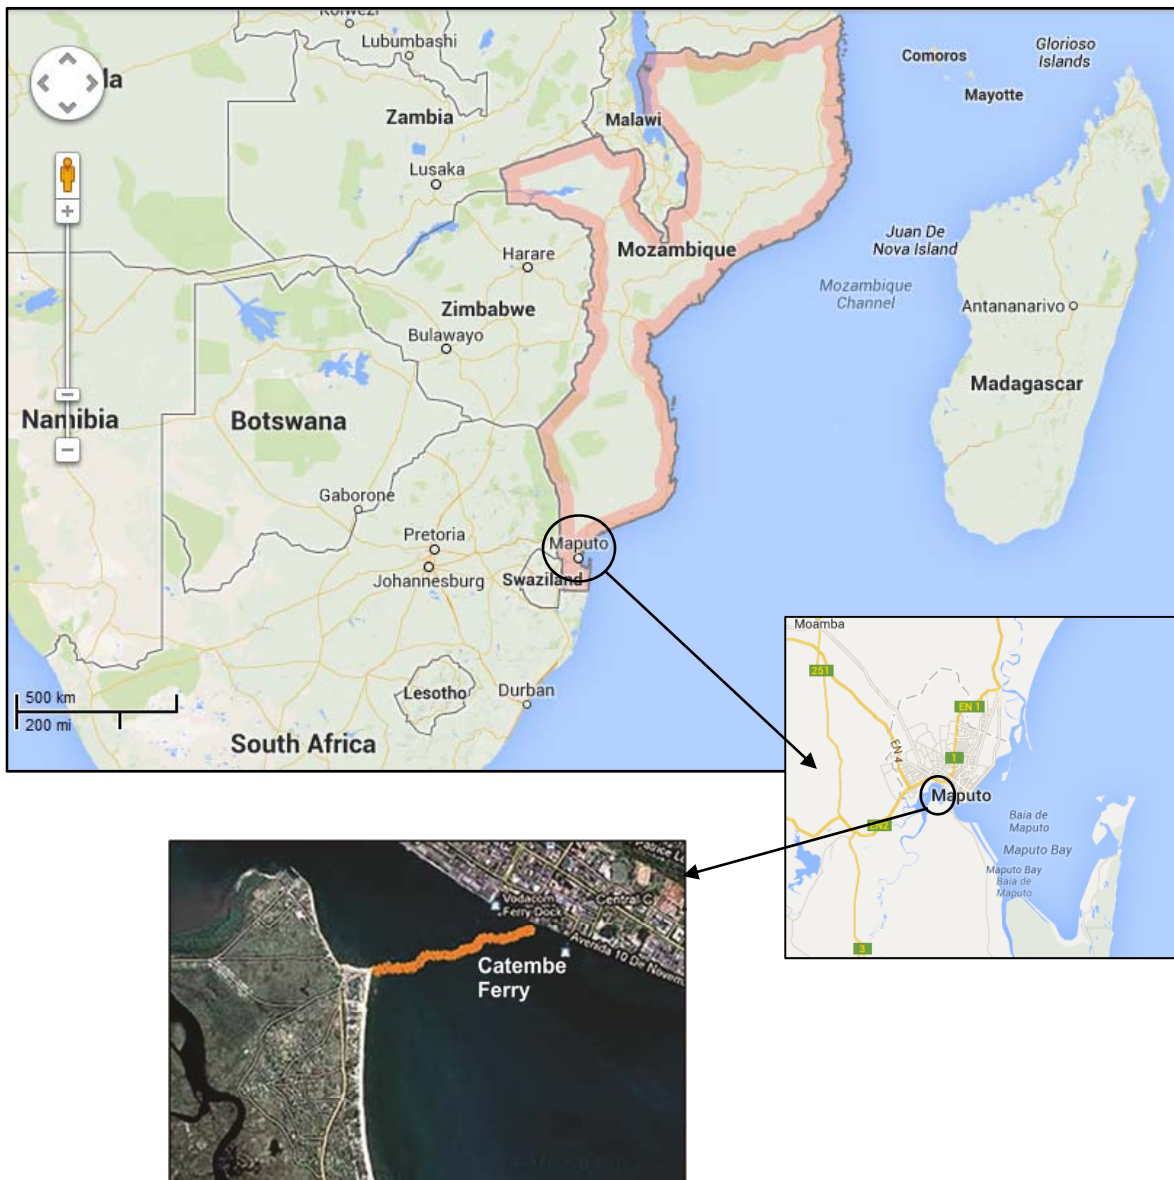 Kolwezi
Lubumbashi
la
Zambia
Lusaka
Malawi
Comoros
Glorioso
Islands
Mayotte
Harare
Mozambique
Juan De
Nova Island
Mozambique
Channel
Zimbabwe
Bulawayo
Antananarivo
Madagascar
Namibia
Botswana
Gaborone
Pretoria
Johannesburg
Maputo
Swaziland
500 km
200 mi
Lesotho
Durban
South Africa
Moamba
251
EN 1
EN 4
1
Maputo
EN2
Baia de
Maputo
Maputo Bay
Maputo Bay
Baia de
Maputo
3
Patrice Lu
Vodacom
Ferry Dock
Central C
Avenida 10 De Novem
Catembe
Ferry